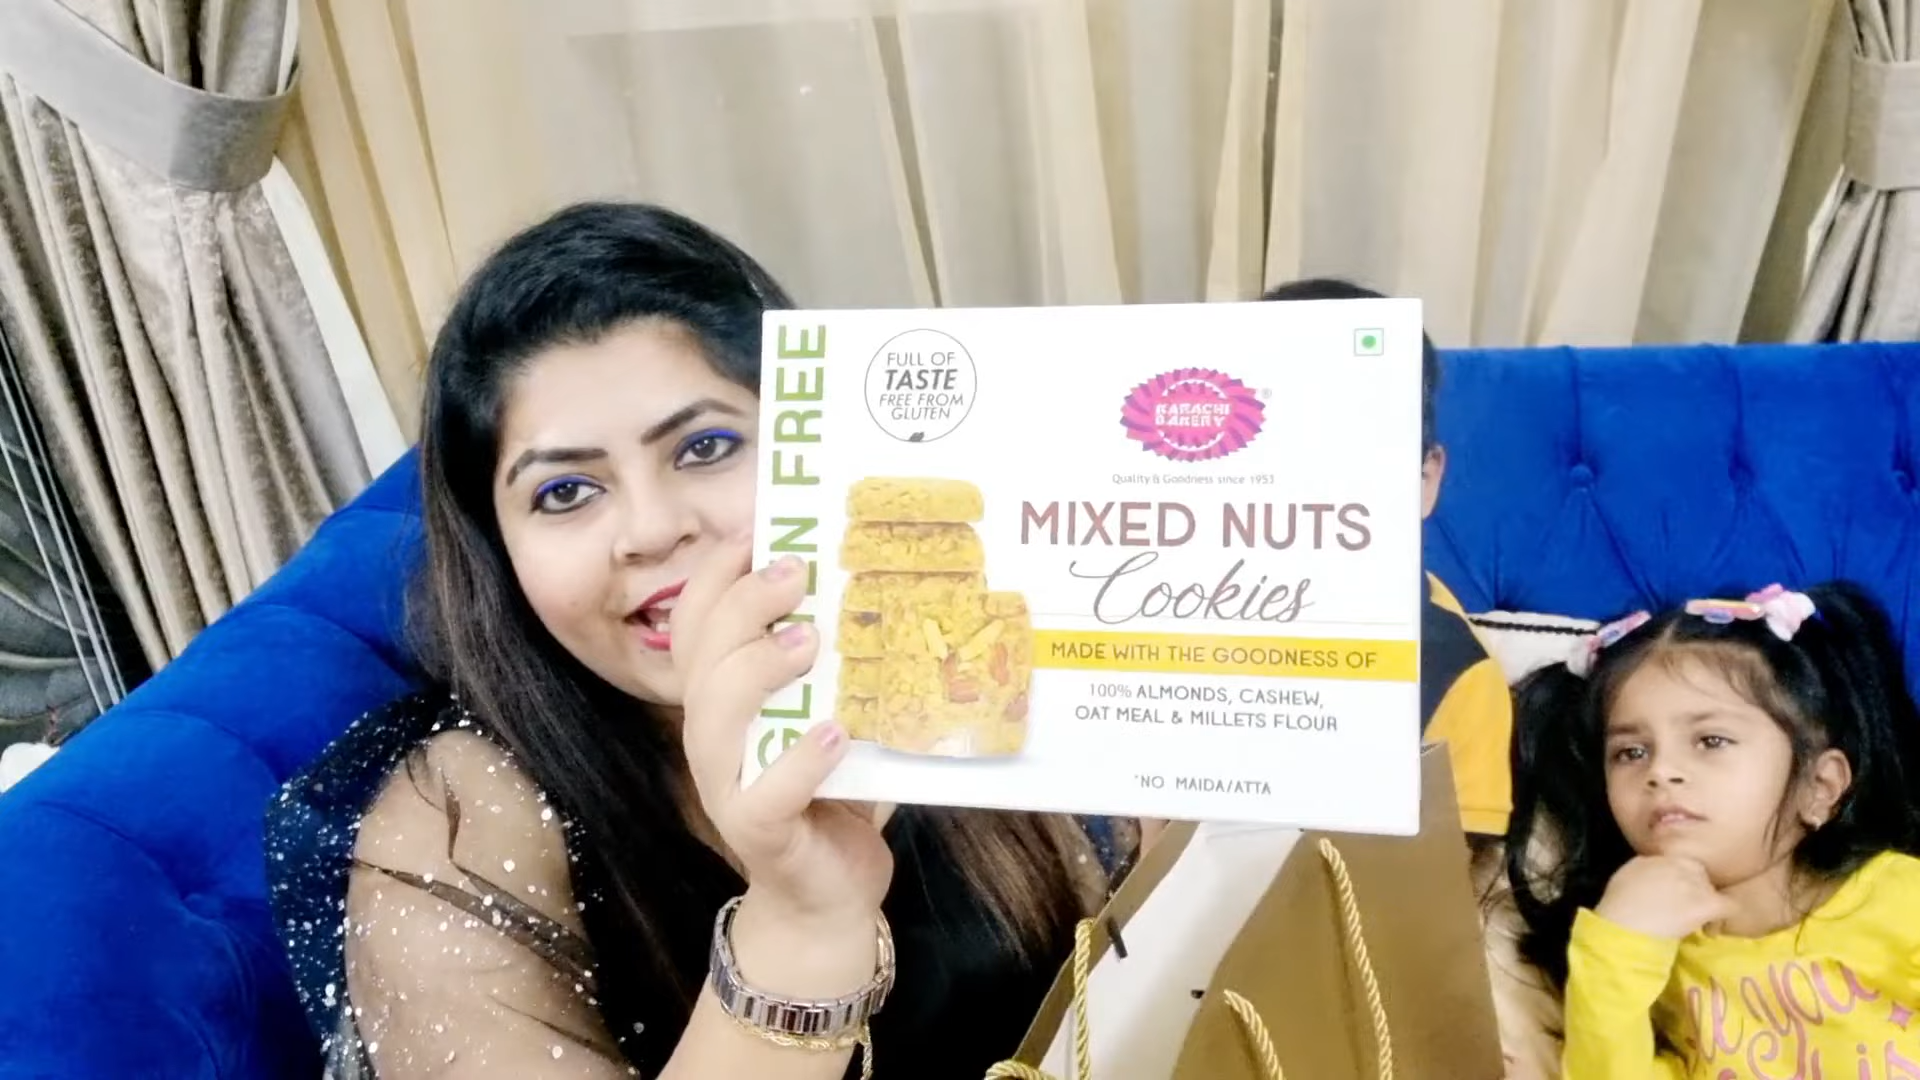 GLUTEN FREE
FULL OF
TASTE
FREE FROM
GLUTEN
KARACHI
BAKERY
®
Quality & Goodness since 1953
MIXED NUTS
Cookies
MADE WITH THE GOODNESS OF
100% ALMONDS, CASHEW,
OAT MEAL & MILLETS FLOUR
*NO MAIDA/ATTA
you